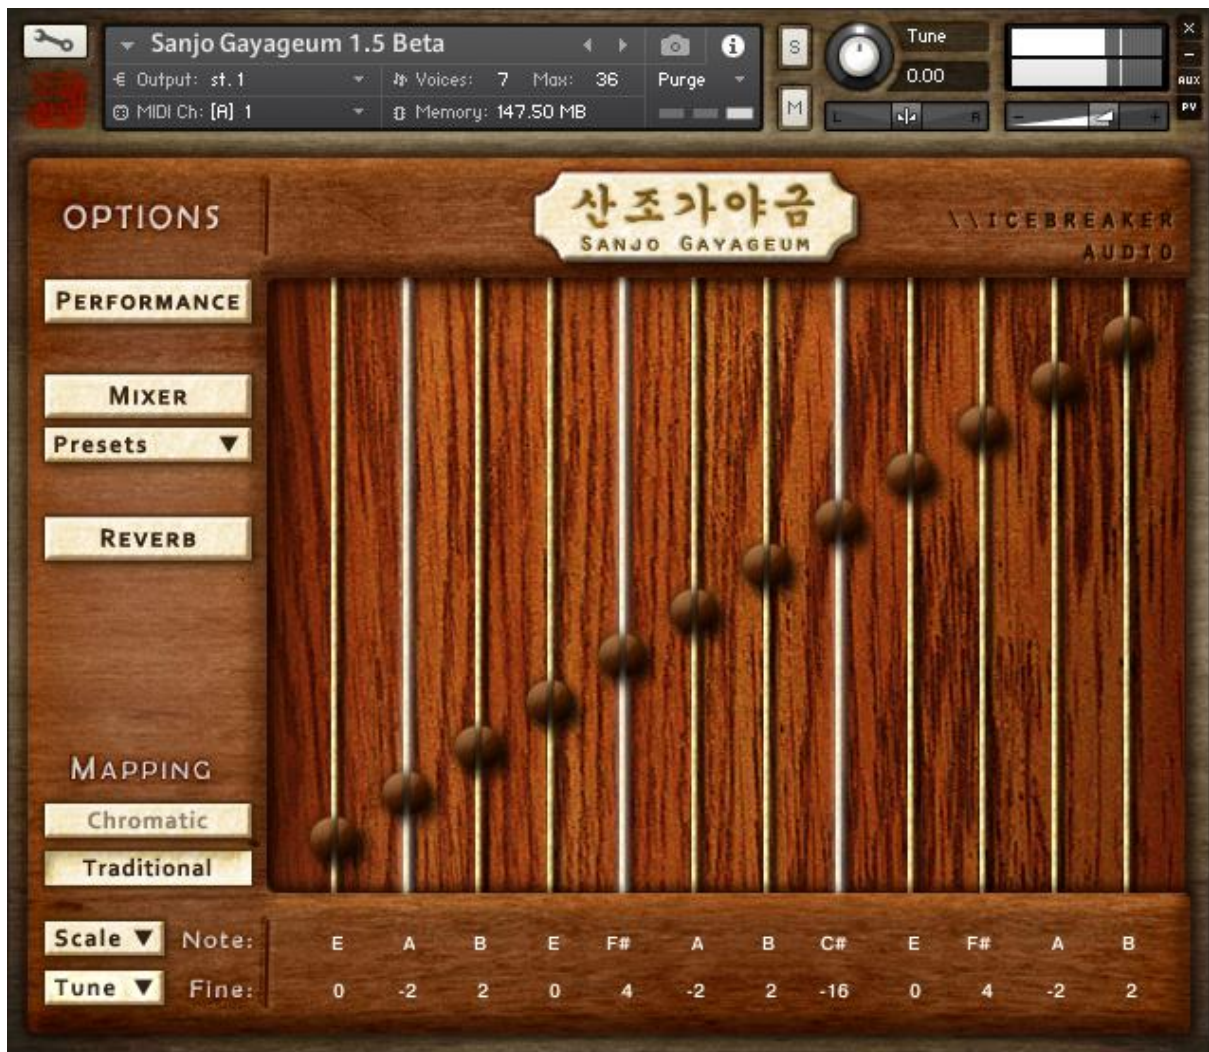 Sanjo Gayageum 1.5 Beta
Output: st.1
Voices: 7 Max: 36
Purge
MIDI Ch: [A] 1
Memory: 147.50 MB
S
M
Tune
0.00
L
R
-
+
X
-
AUX
PV
OPTIONS
산조가야금
SANJO GAYAGEUM
\\ICEBREAKER
AUDIO
PERFORMANCE
MIXER
Presets ▼
REVERB
MAPPING
Chromatic
Traditional
Scale ▼ Note: E A B E F# A B C# E F# A B
Tune ▼ Fine: 0 -2 2 0 4 -2 2 -16 0 4 -2 2